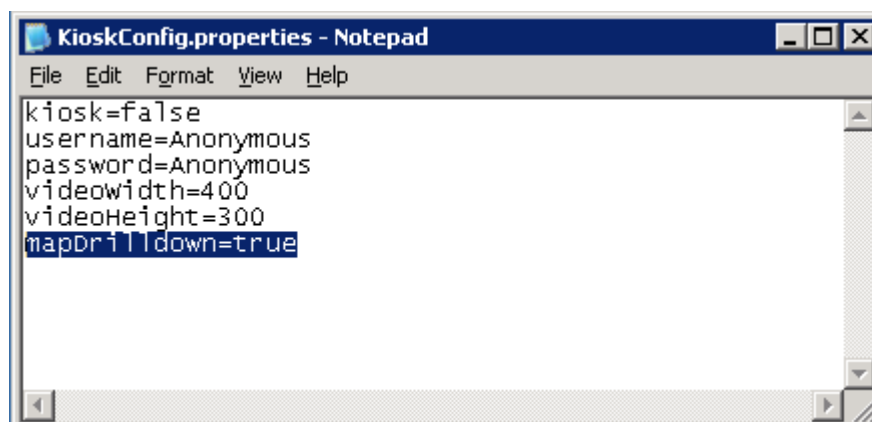 KioskConfig.properties - Notepad
File Edit Format View Help
kiosk=false
username=Anonymous
password=Anonymous
videoWidth=400
videoHeight=300
mapDrilldown=true